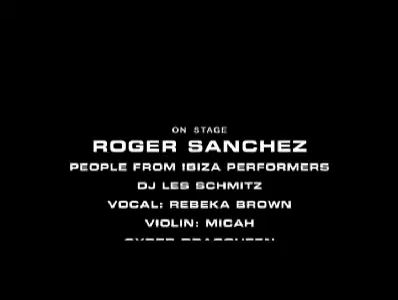 ON STAGE
ROGER SANCHEZ
PEOPLE FROM IBIZA PERFORMERS
DJ LES SCHMITZ
VOCAL: REBEKA BROWN
VIOLIN: MICAH